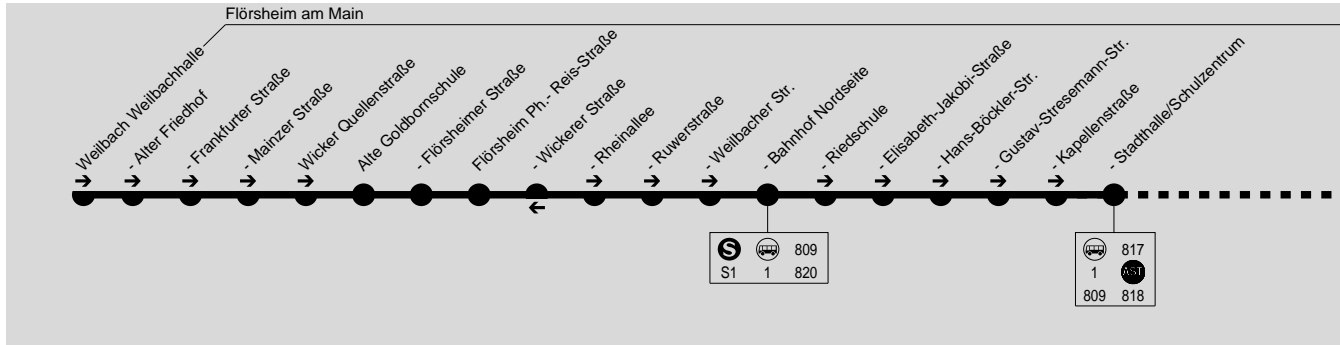 Flörsheim am Main
Weilbach Weilbachhalle
- Alter Friedhof
- Frankfurter Straße
- Mainzer Straße
Wicker Quellenstraße
Alte Goldbornschule
- Flörsheimer Straße
Flörsheim Ph.- Reis-Straße
- Wickerer Straße
- Rheinallee
- Ruwerstraße
- Weilbacher Str.
- Bahnhof Nordseite
- Riedschule
- Elisabeth-Jakobi-Straße
- Hans-Böckler-Str.
- Gustav-Stresemann-Str.
- Kapellenstraße
- Stadthalle/Schulzentrum
S 809
S1 1 820
817
1 AST
809 818